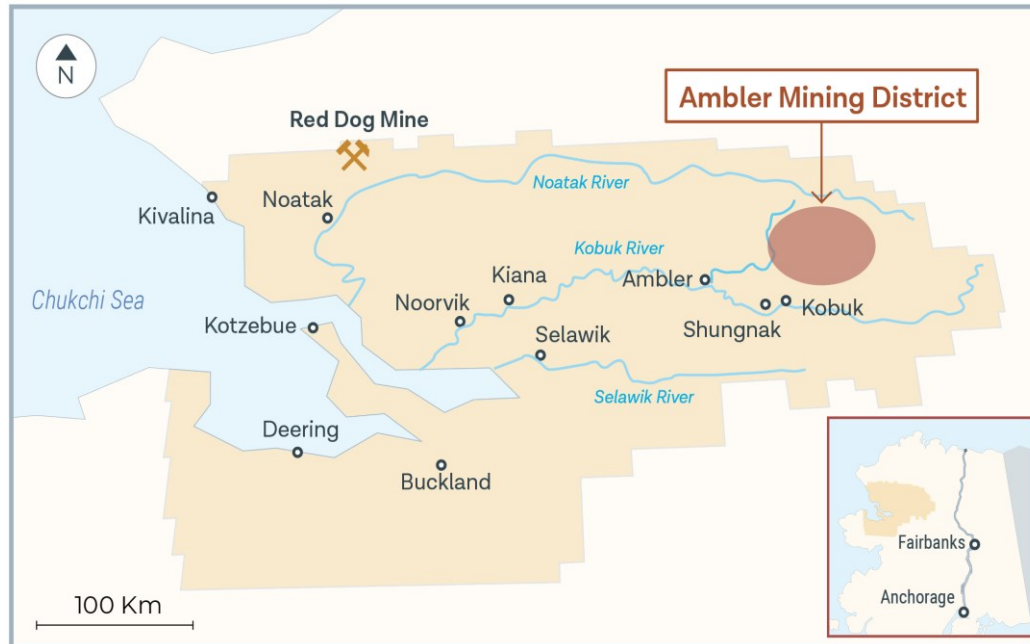 N
Ambler Mining District
Red Dog Mine
Noatak River
Kivalina
Noatak
Kobuk River
Ambler
Kiana
Chukchi Sea
Noorvik
Kobuk
Shungnak
Kotzebue
Selawik
Selawik River
Deering
Buckland
Fairbanks
Anchorage
100 Km